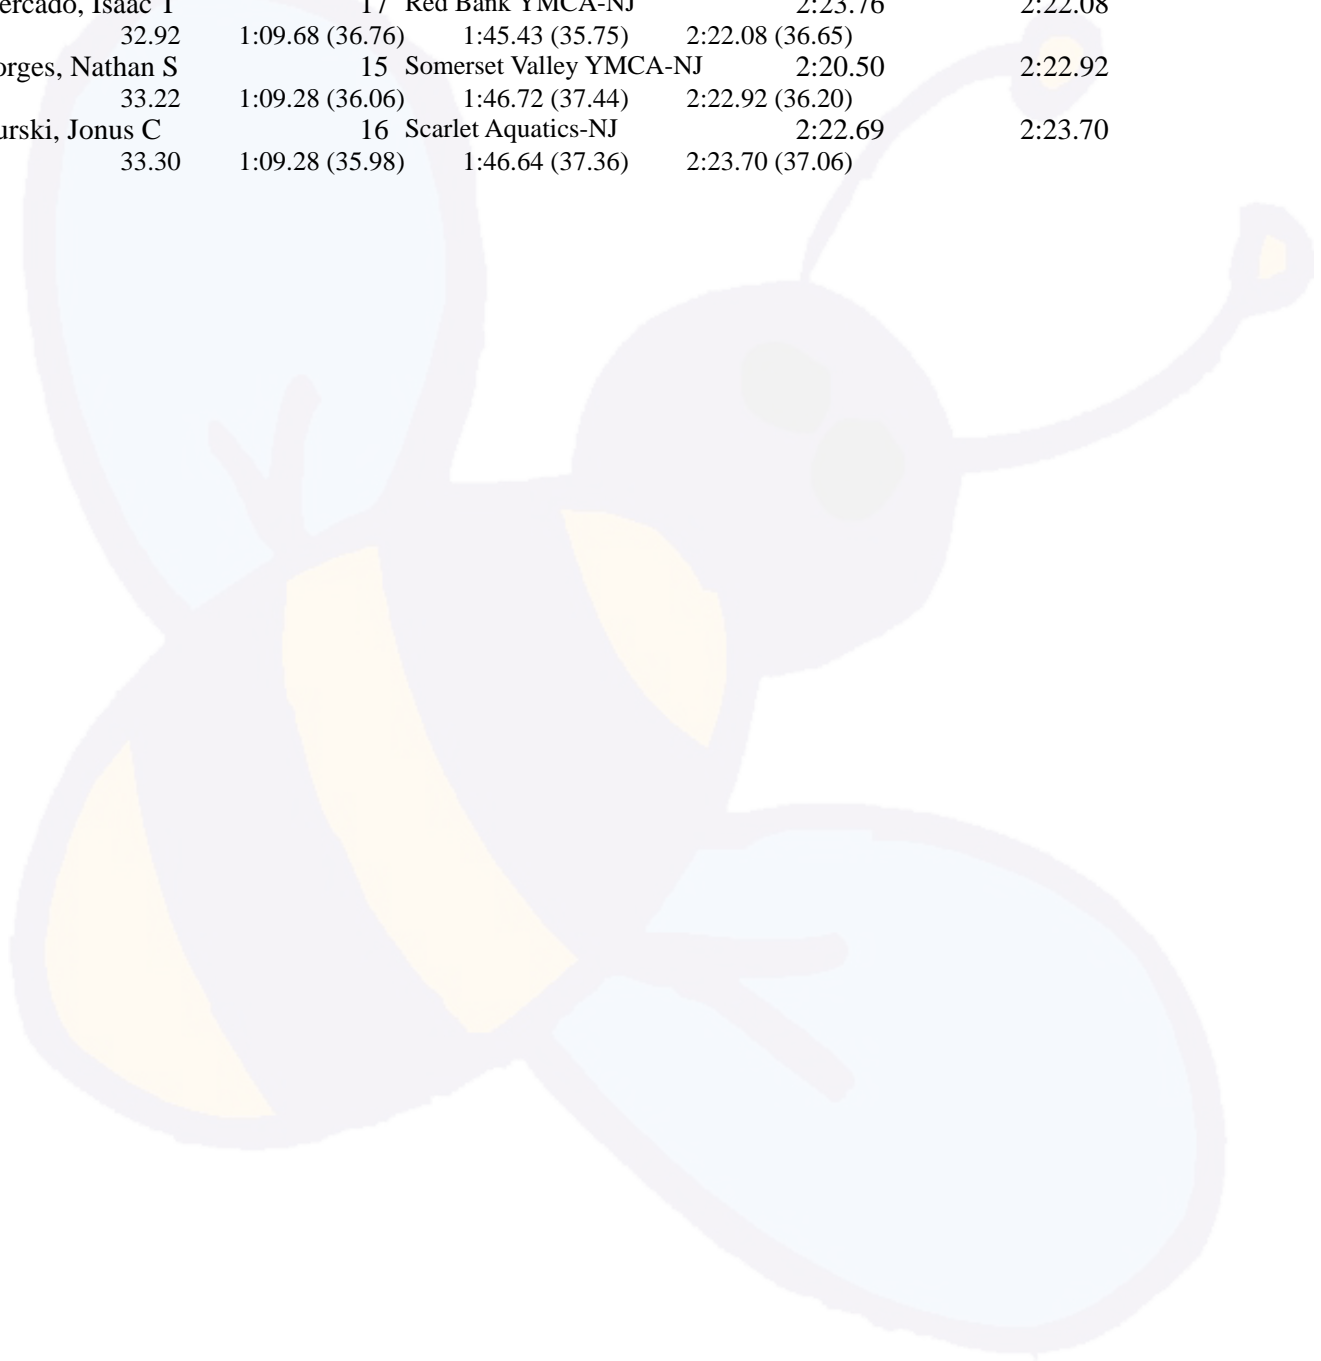 ercado, Isaac T 17 Red Bank YMCA-NJ 2:23.76 2:22.08
32.92 1:09.68 (36.76) 1:45.43 (35.75) 2:22.08 (36.65)
orges, Nathan S 15 Somerset Valley YMCA-NJ 2:20.50 2:22.92
33.22 1:09.28 (36.06) 1:46.72 (37.44) 2:22.92 (36.20)
urski, Jonus C 16 Scarlet Aquatics-NJ 2:22.69 2:23.70
33.30 1:09.28 (35.98) 1:46.64 (37.36) 2:23.70 (37.06)